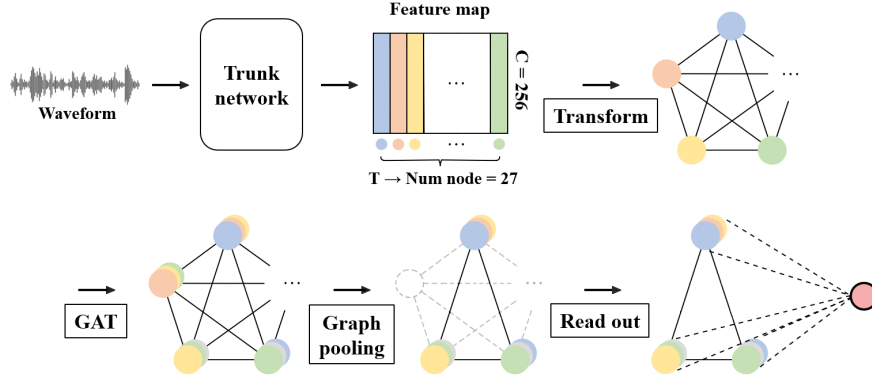 Feature map
Waveform
Trunk
network
...
C = 256
Transform
...
...
T → Num node = 27
GAT
...
Graph
pooling
...
Read out